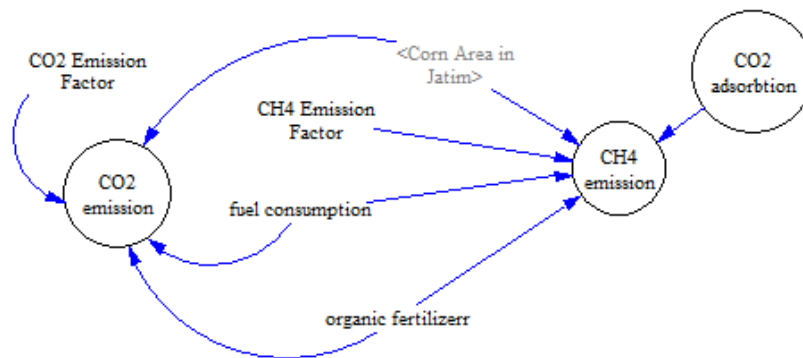 CO2 Emission
Factor
<Corn Area in
Jatim>
CO2
adsorbtion
CH4 Emission
Factor
CH4
emission
CO2
emission
fuel consumption
organic fertilizerr